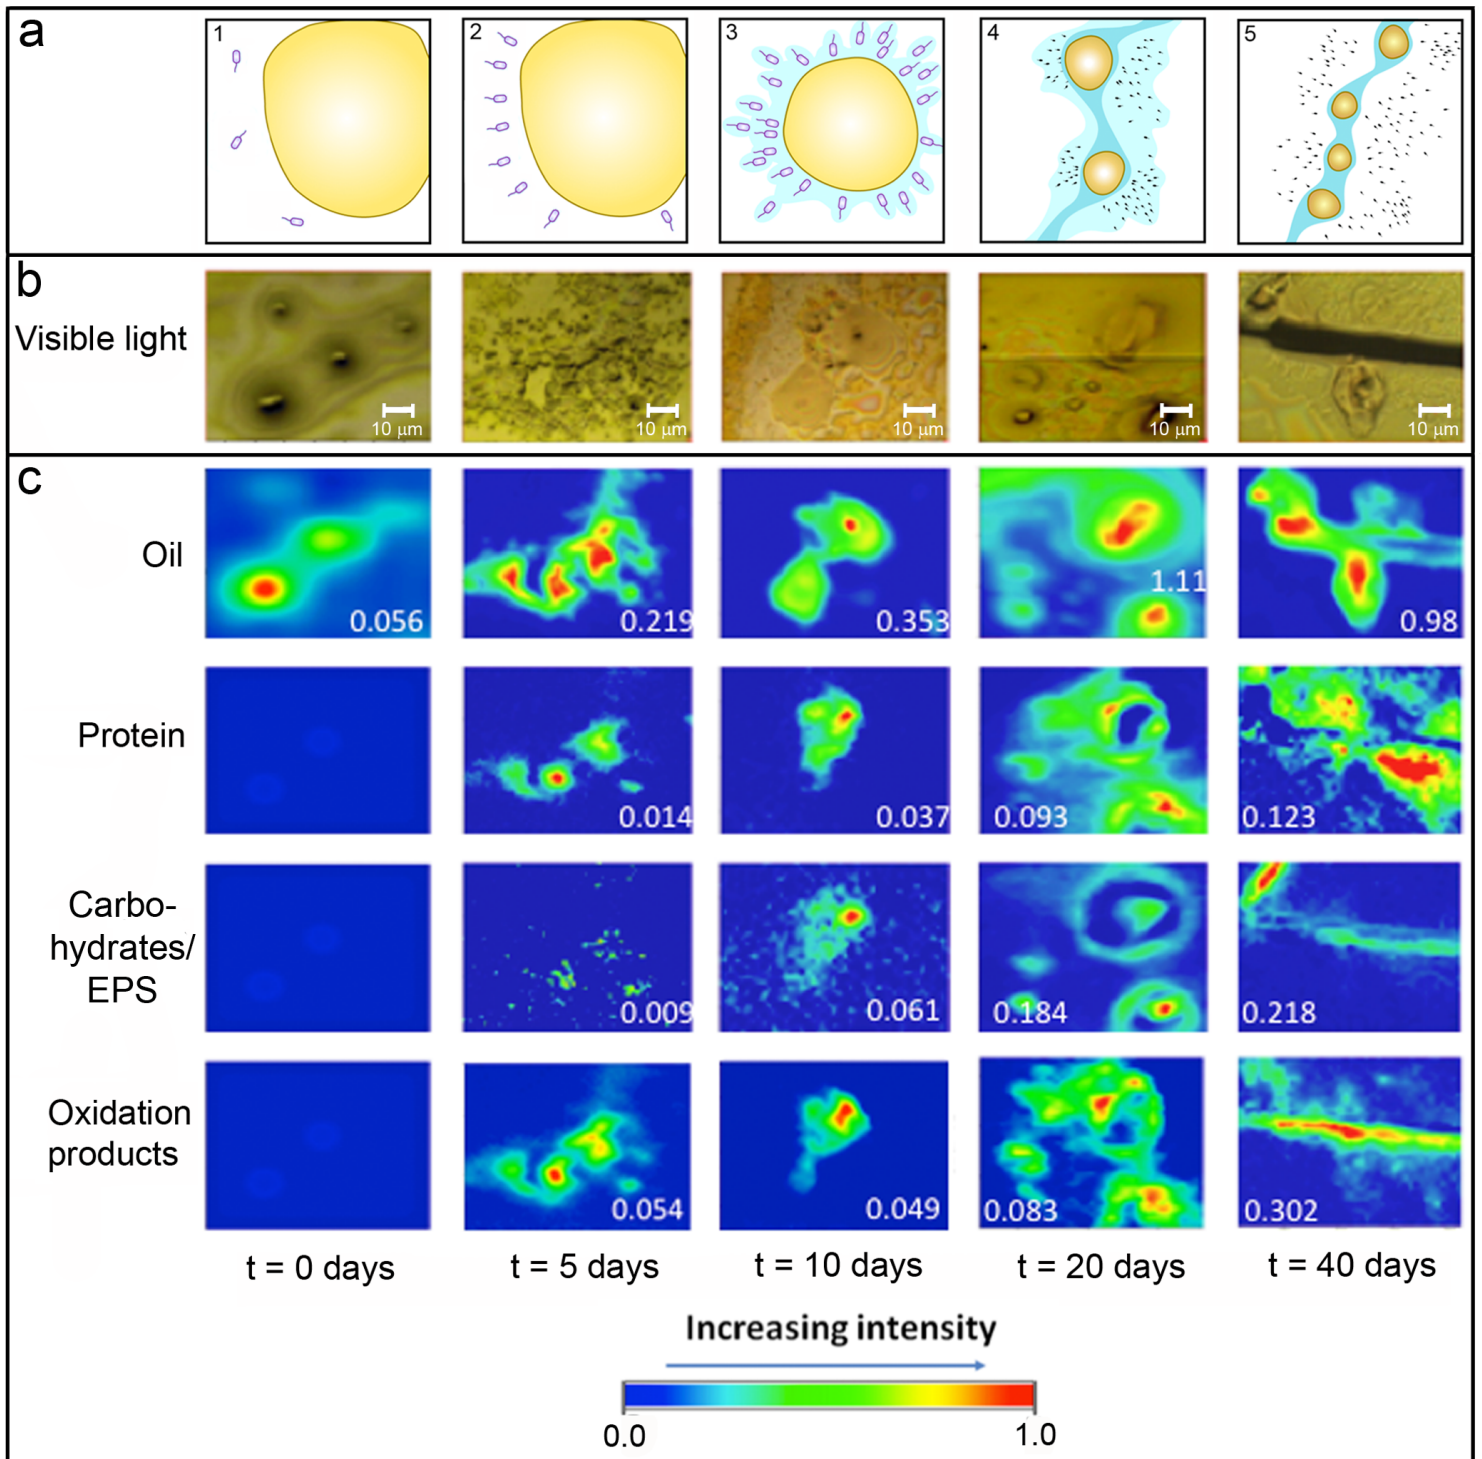 a
1
2
3
4
5
b
Visible light
10 µm
10 µm
10 µm
10 µm
10 µm
c
Oil
0.056
0.219
0.353
1.11
0.98
Protein
0.014
0.037
0.093
0.123
Carbo-
hydrates/
EPS
0.009
0.061
0.184
0.218
Oxidation
products
0.054
0.049
0.083
0.302
t = 0 days
t = 5 days
t = 10 days
t = 20 days
t = 40 days
Increasing intensity
0.0
1.0